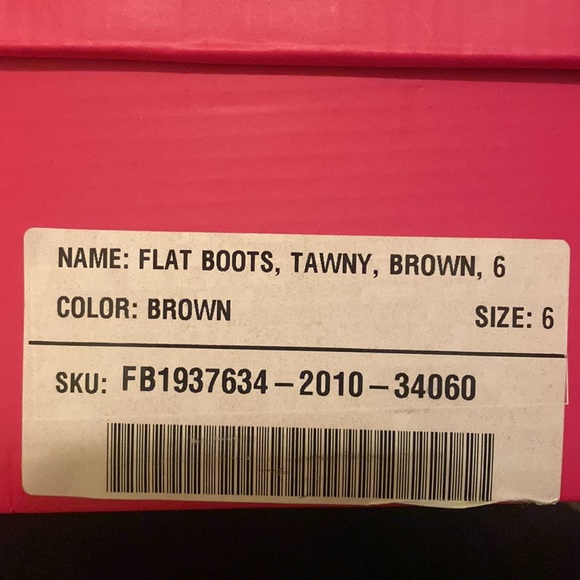 NAME: FLAT BOOTS, TAWNY, BROWN, 6
COLOR: BROWN SIZE: 6
SKU: FB1937634-2010-34060